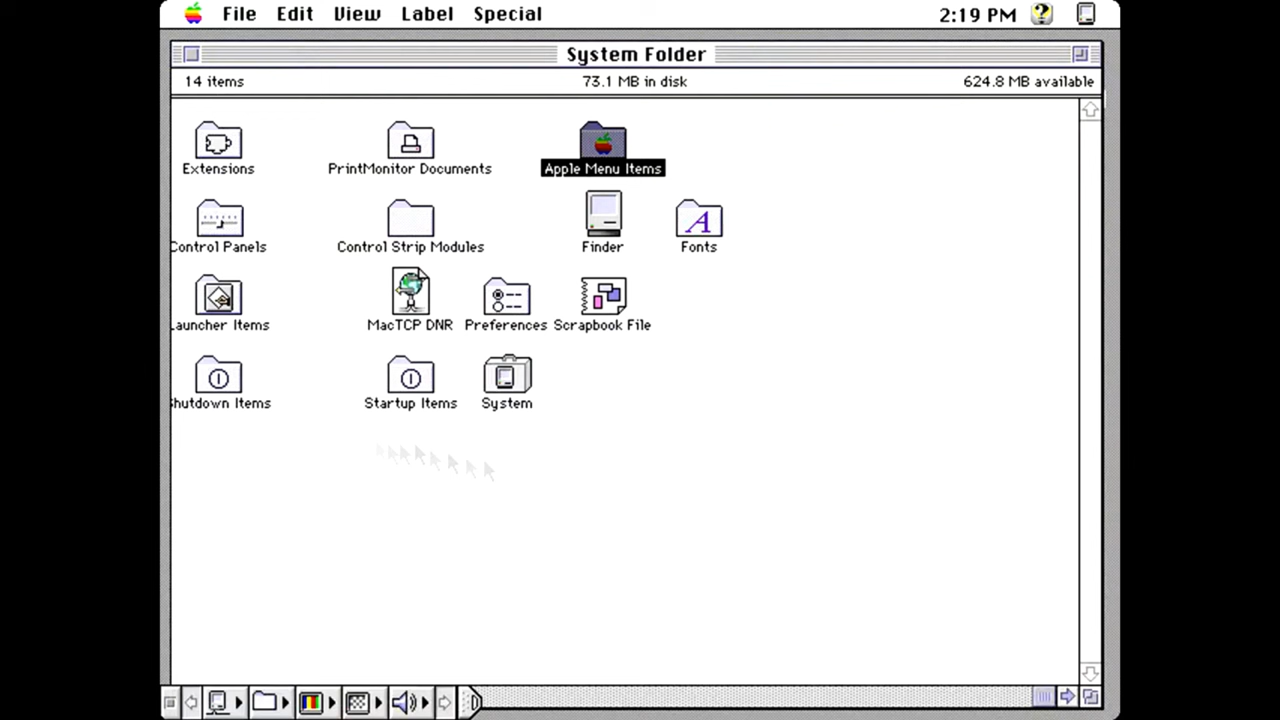 File Edit View Label Special 2:19 PM
System Folder
14 items 73.1 MB in disk 624.8 MB available
Extensions PrintMonitor Documents Apple Menu Items
Control Panels Control Strip Modules Finder Fonts
Launcher Items MacTCP DNR Preferences Scrapbook File
Shutdown Items Startup Items System